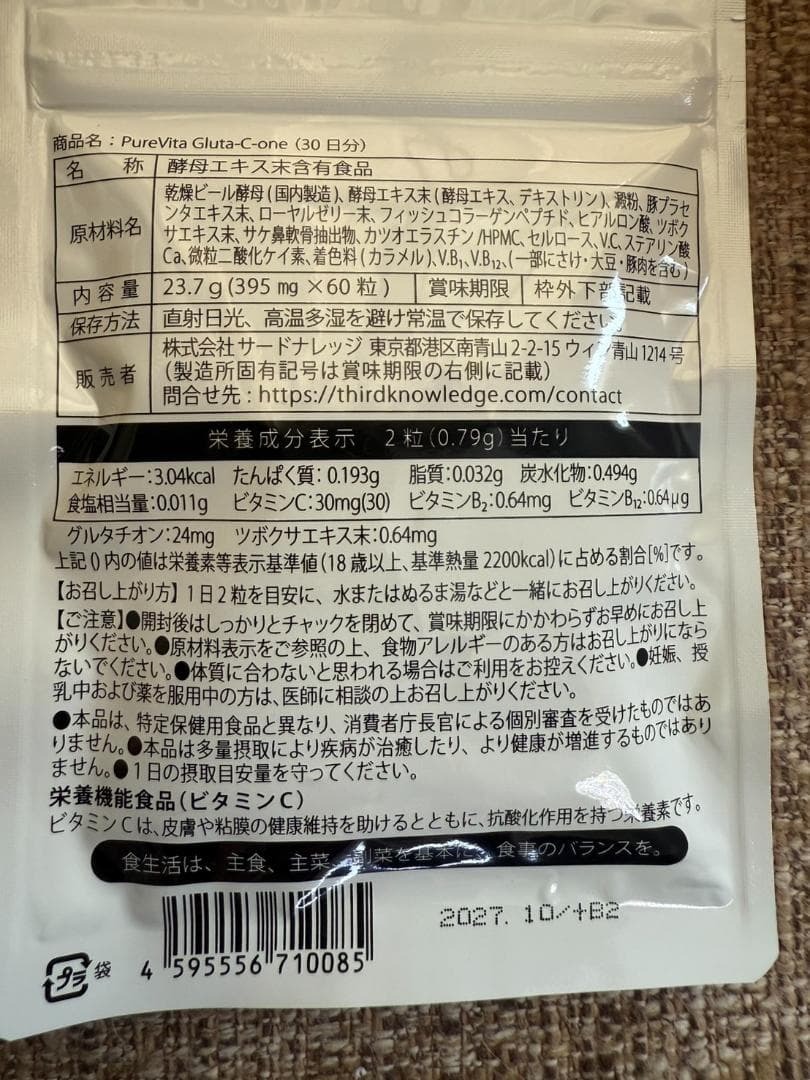 商品名：PureVita Gluta-C-one（30日分）
名称 酵母エキス末含有食品
原材料名 乾燥ビール酵母(国内製造)、酵母エキス末(酵母エキス、デキストリン)、澱粉、豚プラセ
ンタエキス末、ローヤルゼリー末、フィッシュコラーゲンペプチド、ヒアルロン酸、ツボク
サエキス末、サケ鼻軟骨抽出物、カツオエラスチン/HPMC、セルロース、V.C、ステアリン酸
Ca、微粒二酸化ケイ素、着色料(カラメル)、V.B₁、V.B₁₂、(一部にさけ・大豆・豚肉を含む)
内容量 23.7g(395mg×60粒) 賞味期限 枠外下部記載
保存方法 直射日光、高温多湿を避け常温で保存してください。
販売者 株式会社サードナレッジ 東京都港区南青山2-2-15 ウィン青山1214号
(製造所固有記号は賞味期限の右側に記載)
問合せ先：https://thirdknowledge.com/contact
栄養成分表示 2粒(0.79g)当たり
エネルギー:3.04kcal たんぱく質:0.193g 脂質:0.032g 炭水化物:0.494g
食塩相当量:0.011g ビタミンC:30mg(30) ビタミンB₂:0.64mg ビタミンB₁₂:0.64μg
グルタチオン:24mg ツボクサエキス末:0.64mg
上記()内の値は栄養素等表示基準値(18歳以上、基準熱量2200kcal)に占める割合[%]です。
【お召し上がり方】1日2粒を目安に、水またはぬるま湯などと一緒にお召し上がりください。
【ご注意】●開封後はしっかりとチャックを閉めて、賞味期限にかかわらずお早めにお召し上
がりください。●原材料表示をご参照の上、食物アレルギーのある方はお召し上がりになら
ないでください。●体質に合わないと思われる場合はご利用をお控えください。●妊娠、授
乳中および薬を服用中の方は、医師に相談の上お召し上がりください。
●本品は、特定保健用食品と異なり、消費者庁長官による個別審査を受けたものではあ
りません。●本品は多量摂取により疾病が治癒したり、より健康が増進するものではあり
ません。●1日の摂取目安量を守ってください。
栄養機能食品(ビタミンC)
ビタミンCは、皮膚や粘膜の健康維持を助けるとともに、抗酸化作用を持つ栄養素です。
食生活は、主食、主菜、副菜を基本に、食事のバランスを。
2027. 10/+B2
プラ 袋
4 595556 710085